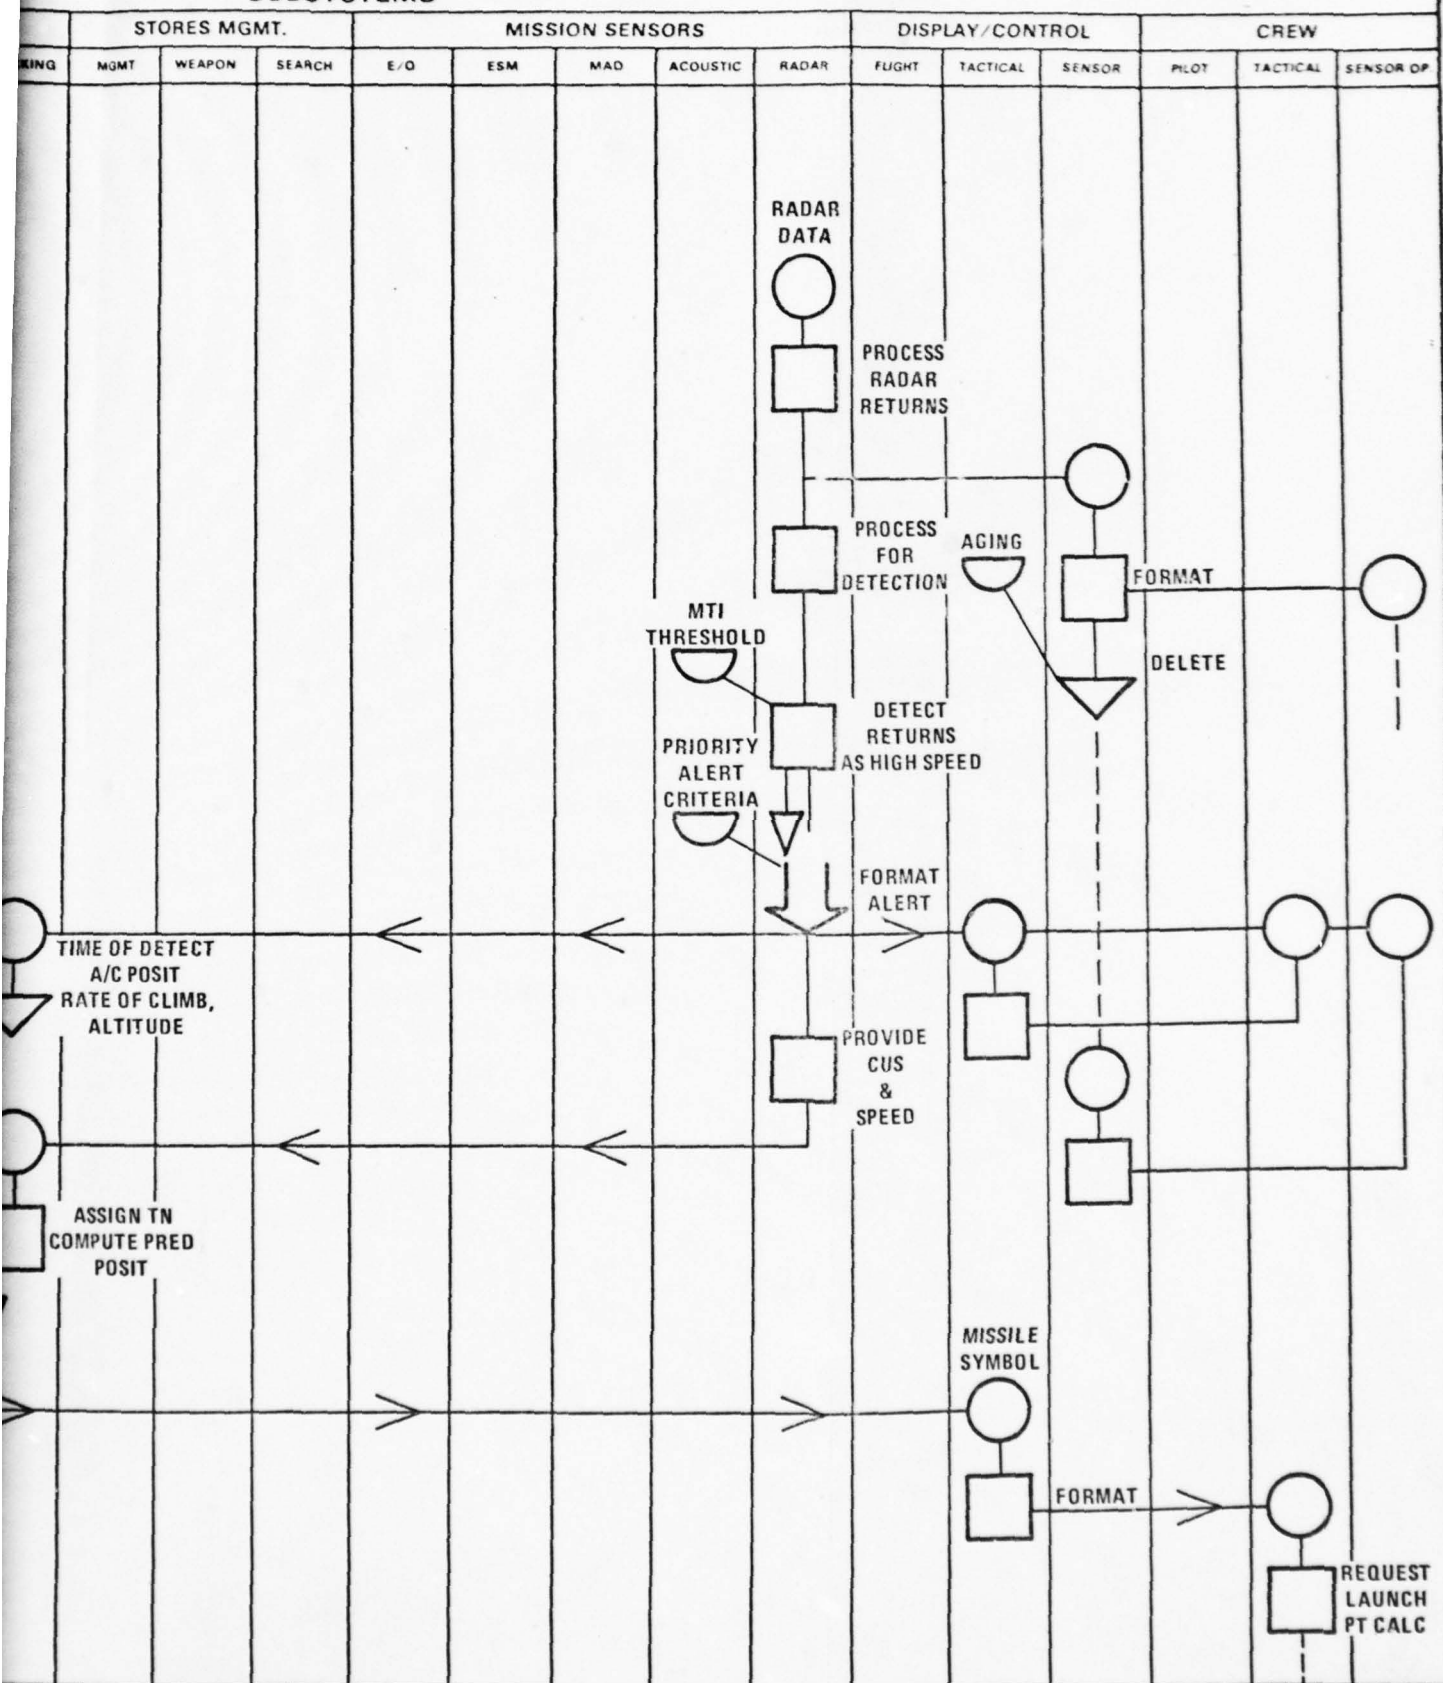 STORES MGMT.
MISSION SENSORS
DISPLAY/CONTROL
CREW
KING
MGMT
WEAPON
SEARCH
E/O
ESM
MAD
ACOUSTIC
RADAR
FLIGHT
TACTICAL
SENSOR
PILOT
TACTICAL
SENSOR OP
RADAR
DATA
PROCESS
RADAR
RETURNS
PROCESS
FOR
DETECTION
AGING
FORMAT
MTI
THRESHOLD
DELETE
DETECT
RETURNS
AS HIGH SPEED
PRIORITY
ALERT
CRITERIA
FORMAT
ALERT
TIME OF DETECT
A/C POSIT
RATE OF CLIMB,
ALTITUDE
PROVIDE
CUS
&
SPEED
ASSIGN TN
COMPUTE PRED
POSIT
MISSILE
SYMBOL
FORMAT
REQUEST
LAUNCH
PT CALC